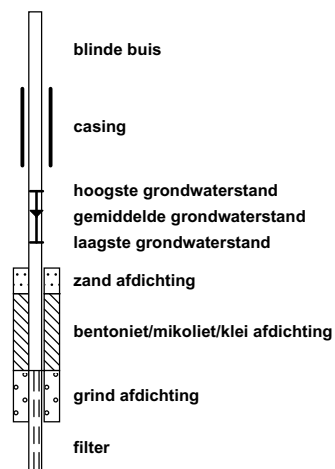 blinde buis
casing
hoogste grondwaterstand
gemiddelde grondwaterstand
laagste grondwaterstand
zand afdichting
bentoniet/mikoliet/klei afdichting
grind afdichting
filter